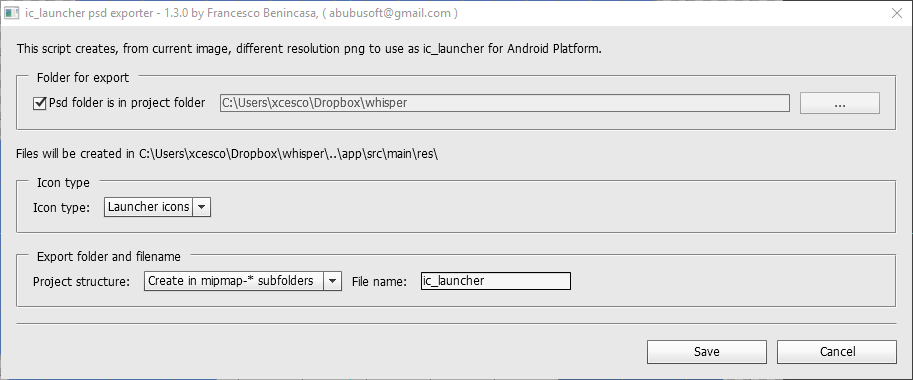 ic_launcher psd exporter - 1.3.0 by Francesco Benincasa, ( abubusoft@gmail.com )
This script creates, from current image, different resolution png to use as ic_launcher for Android Platform.
Folder for export
Psd folder is in project folder C:\Users\xcesco\Dropbox\whisper ...
Files will be created in C:\Users\xcesco\Dropbox\whisper\..\app\src\main\res\
Icon type
Icon type: Launcher icons
Export folder and filename
Project structure: Create in mipmap-* subfolders File name: ic_launcher
Save Cancel